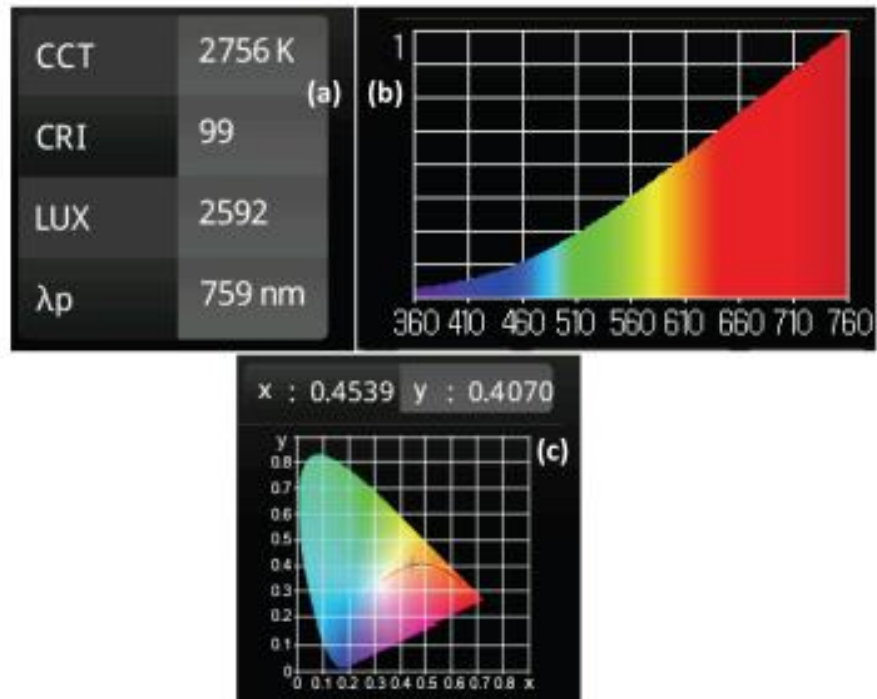 CCT 2756 K
(a)
CRI 99
LUX 2592
λp 759 nm
(b)
1
360 410 460 510 560 610 660 710 760
x : 0.4539 y : 0.4070
(c)
y
0.8
0.7
0.6
0.5
0.4
0.3
0.2
0.1
0
0 0.1 0.2 0.3 0.4 0.5 0.6 0.7 0.8 x